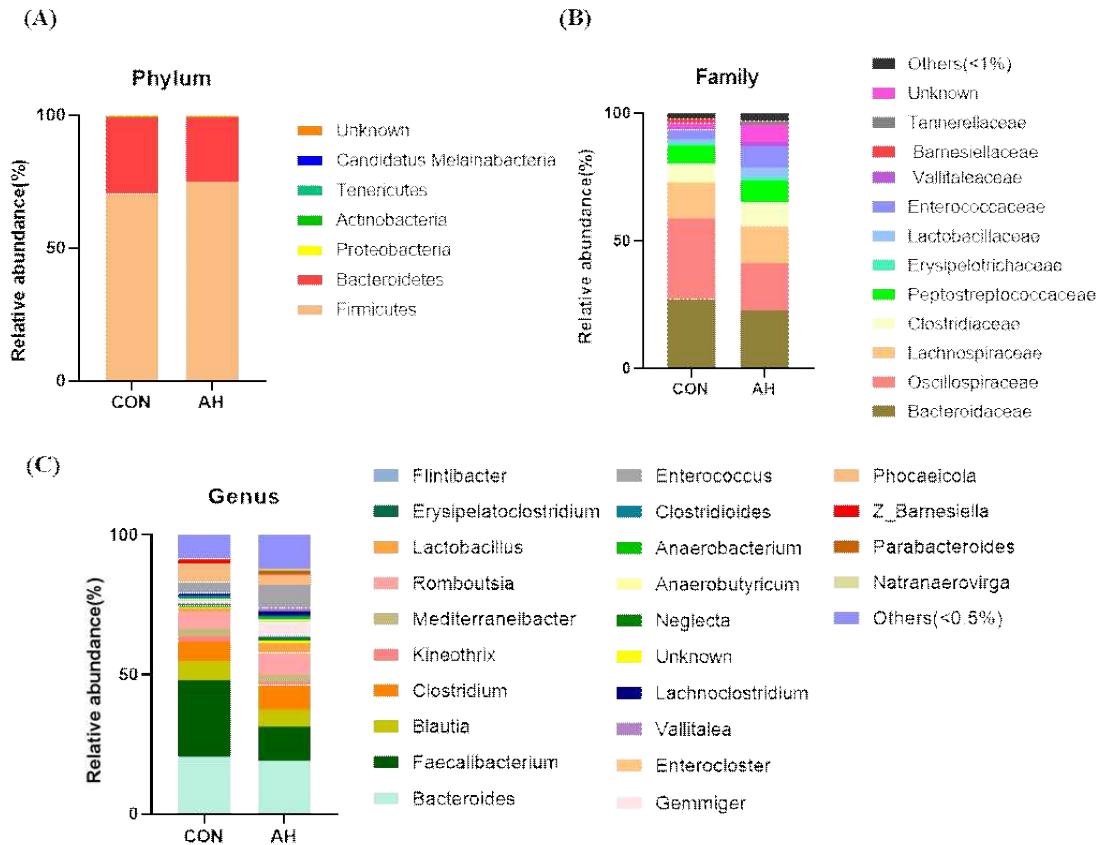 (A)
Phylum
Relative abundance(%)
100
50
0
CON
AH
Unknown
Candidatus Melainabacteria
Tenericutes
Actinobacteria
Proteobacteria
Bacteroidetes
Firmicutes
(B)
Family
Relative abundance(%)
100
50
0
CON
AH
Others(<1%)
Unknown
Tannerellaceae
Barnesiellaceae
Vallitaleaceae
Enterococcaceae
Lactobacillaceae
Erysipelotrichaceae
Peptostreptococcaceae
Clostridiaceae
Lachnospiraceae
Oscillospiraceae
Bacteroidaceae
(C)
Genus
Relative abundance(%)
100
50
0
CON
AH
Flintibacter
Erysipelatoclostridium
Lactobacillus
Romboutsia
Mediterraneibacter
Kineothrix
Clostridium
Blautia
Faecalibacterium
Bacteroides
Enterococcus
Clostridioides
Anaerobacterium
Anaerobutyricum
Neglecta
Unknown
Lachnoclostridium
Vallitalea
Enterocloster
Gemmiger
Phocaeicola
Z_Barnesiella
Parabacteroides
Natranaerovirga
Others(<0.5%)